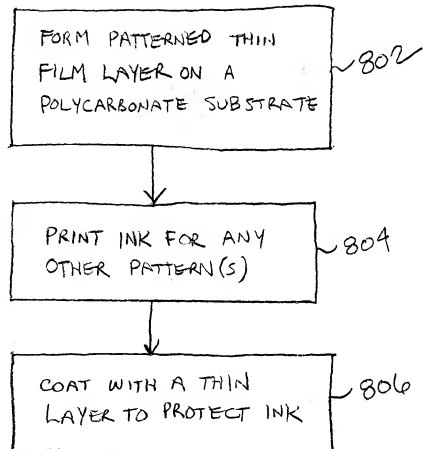 FORM PATTERNED THIN
FILM LAYER ON A
POLYCARBONATE SUBSTRATE
802
PRINT INK FOR ANY
OTHER PATTERN(S)
804
COAT WITH A THIN
LAYER TO PROTECT INK
806